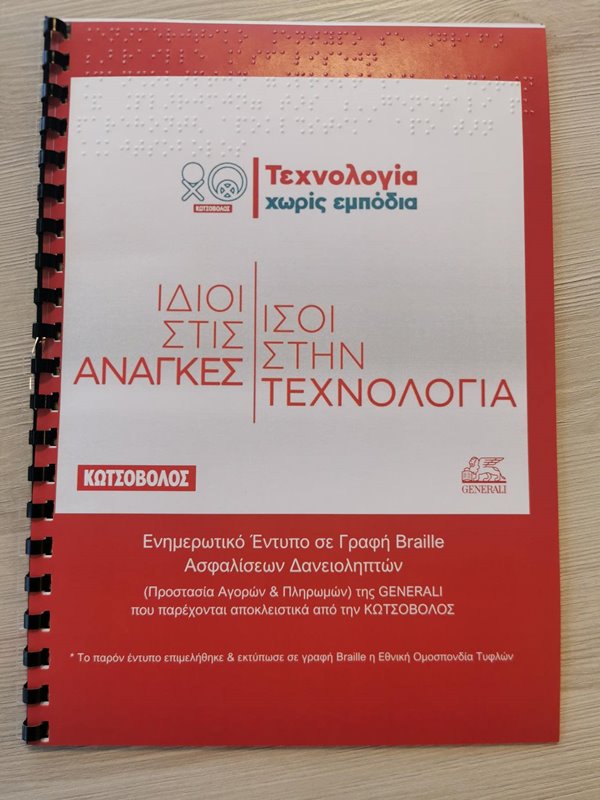 Τεχνολογία
χωρίς εμπόδια
ΚΩΤΣΟΒΟΛΟΣ
ΙΔΙΟΙ
ΣΤΙΣ
ΑΝΑΓΚΕΣ
ΙΣΟΙ
ΣΤΗΝ
ΤΕΧΝΟΛΟΓΙΑ
ΚΩΤΣΟΒΟΛΟΣ
GENERALI
Ενημερωτικό Έντυπο σε Γραφή Braille
Ασφαλίσεων Δανειοληπτών
(Προστασία Αγορών & Πληρωμών) της GENERALI
που παρέχονται αποκλειστικά από την ΚΩΤΣΟΒΟΛΟΣ
* Το παρόν έντυπο επιμελήθηκε & εκτύπωσε σε γραφή Braille η Εθνική Ομοσπονδία Τυφλών